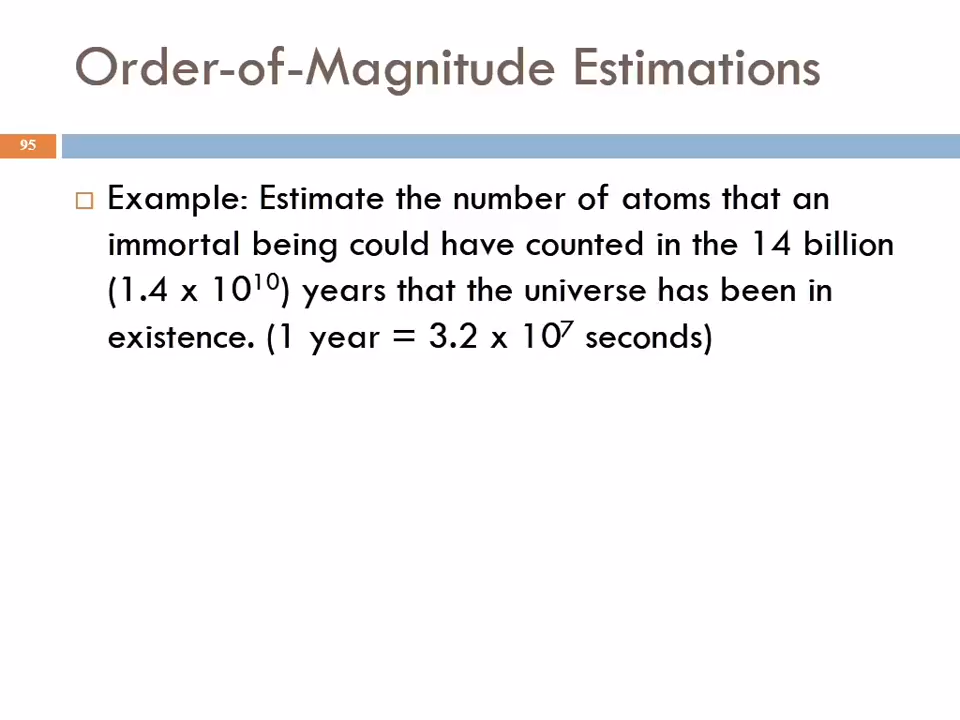 Order-of-Magnitude Estimations
95
Example: Estimate the number of atoms that an
immortal being could have counted in the 14 billion
(1.4 x 10¹⁰) years that the universe has been in
existence. (1 year = 3.2 x 10⁷ seconds)